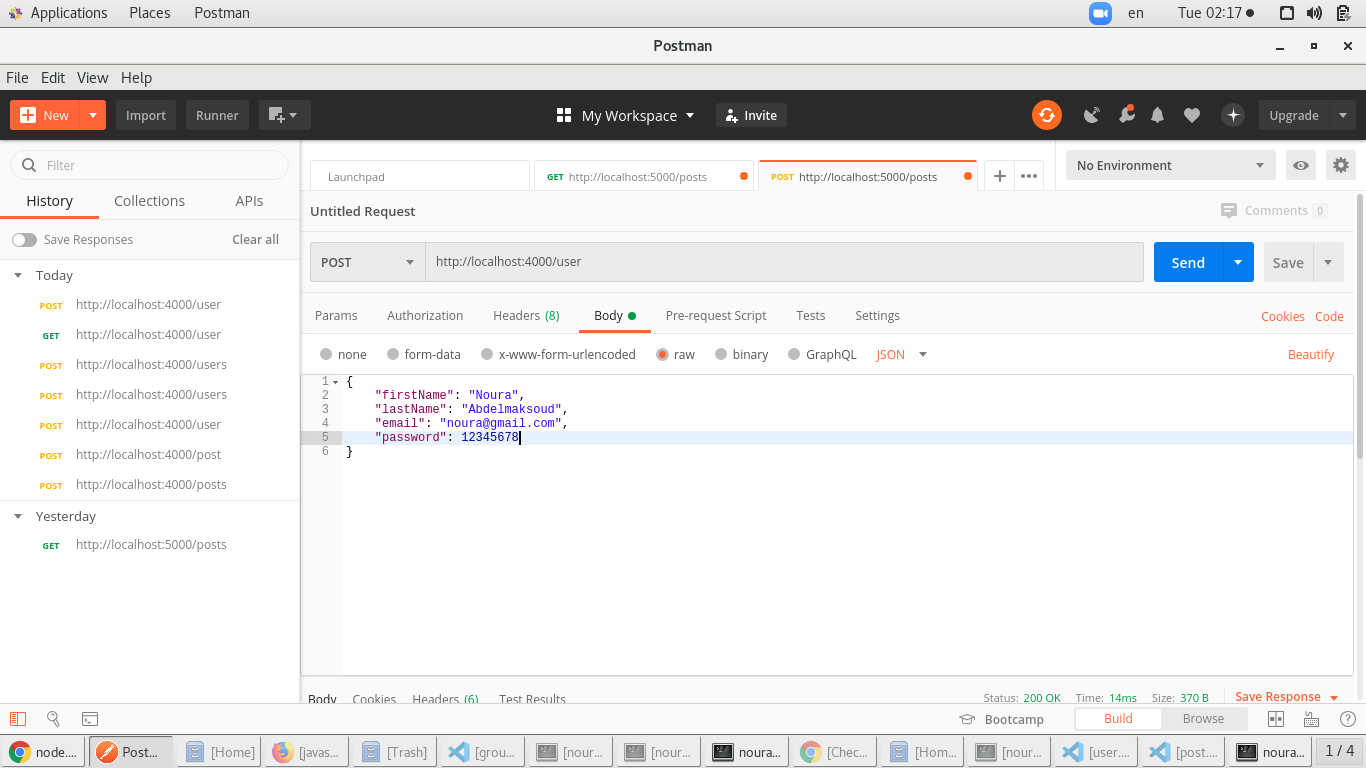 Applications Places Postman en Tue 02:17
Postman
File Edit View Help
New Import Runner My Workspace Invite Upgrade
Filter
History Collections APIs
Save Responses Clear all
Today
POST http://localhost:4000/user
GET http://localhost:4000/user
POST http://localhost:4000/users
POST http://localhost:4000/users
POST http://localhost:4000/user
POST http://localhost:4000/post
POST http://localhost:4000/posts
Yesterday
GET http://localhost:5000/posts
Launchpad GET http://localhost:5000/posts POST http://localhost:5000/posts No Environment
Untitled Request Comments 0
POST http://localhost:4000/user Send Save
Params Authorization Headers (8) Body Pre-request Script Tests Settings Cookies Code
none form-data x-www-form-urlencoded raw binary GraphQL JSON Beautify
1 {
2 "firstName": "Noura",
3 "lastName": "Abdelmaksoud",
4 "email": "noura@gmail.com",
5 "password": 12345678
6 }
Body Cookies Headers (6) Test Results Status: 200 OK Time: 14ms Size: 370 B Save Response
Bootcamp Build Browse
node.... Post... [Home] [javas... [Trash] [grou... [nour... [nour... noura... [Chec... [Hom... [nour... [user.... [post.... noura... 1 / 4